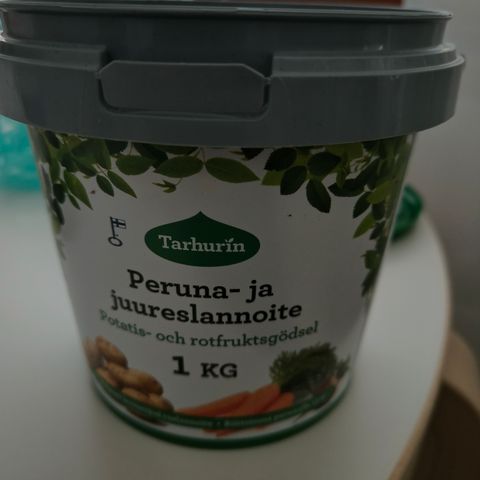 Tarhurin
Peruna- ja
juureslannoite
Potatis- och rotfruktsgödsel
1 KG